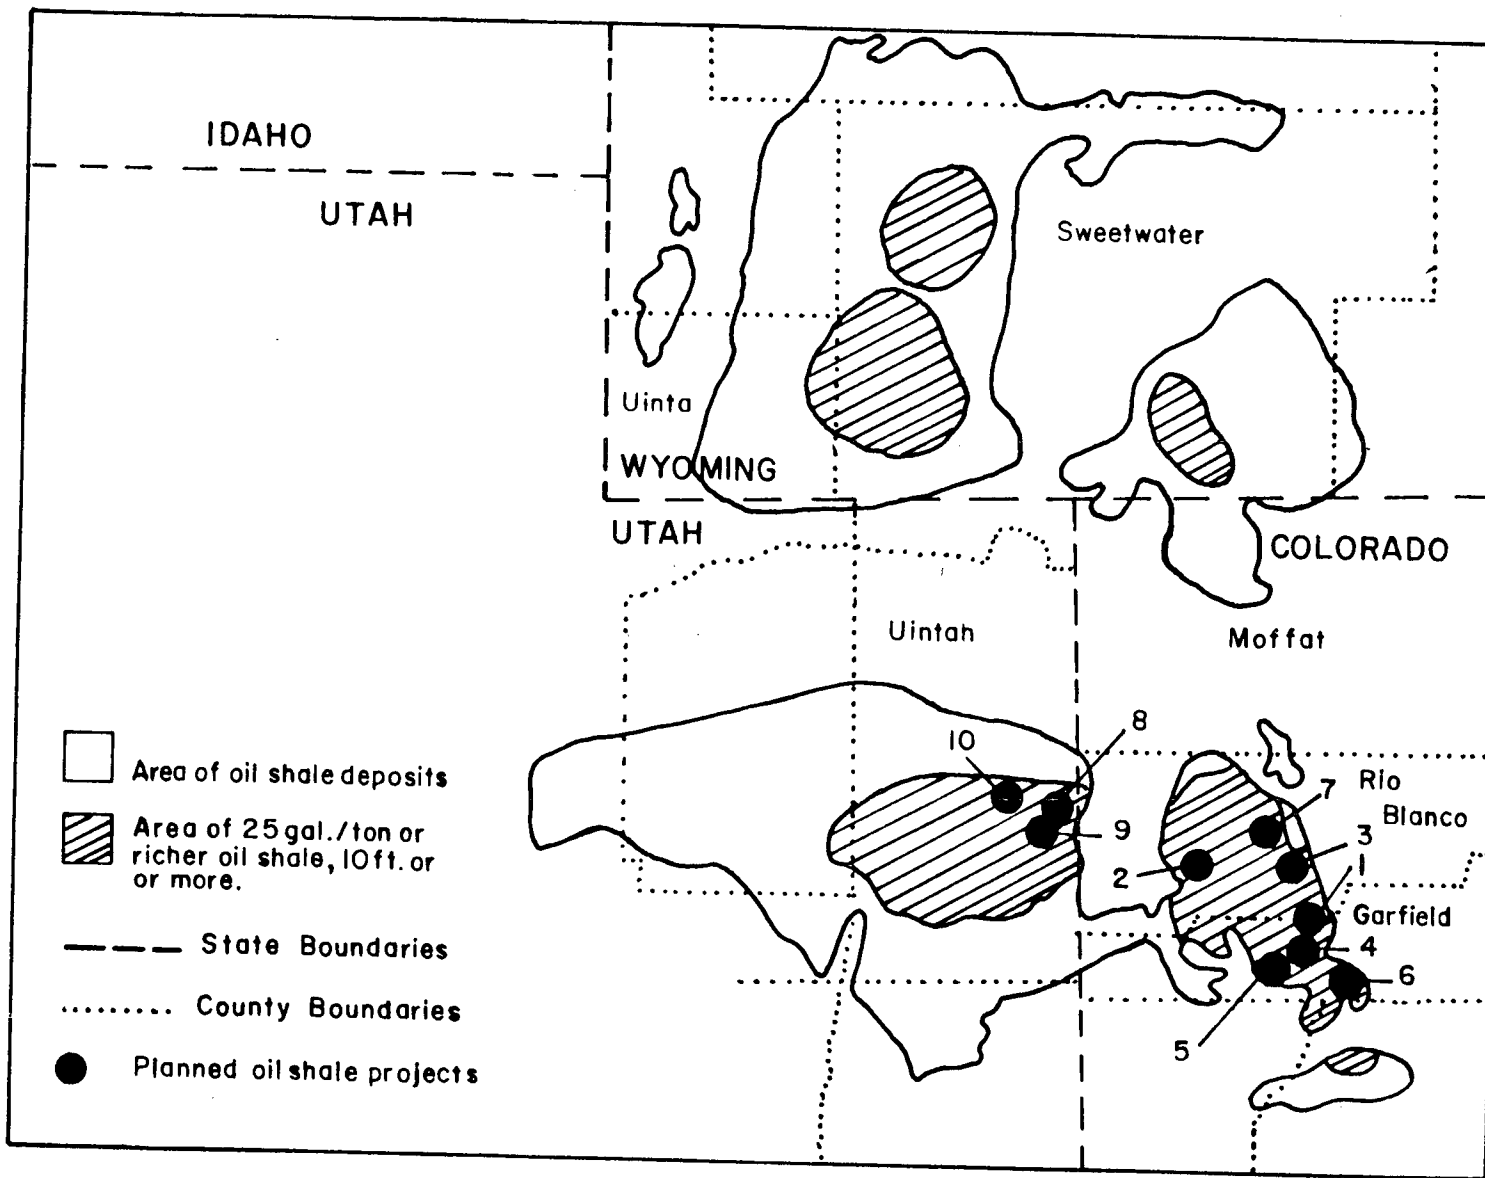 IDAHO
UTAH
Sweetwater
Uinta
WYOMING
UTAH
COLORADO
Uintah
Moffat
8
10
Rio
Blanco
7
3
9
2
1
Garfield
4
6
5
Area of oil shale deposits
Area of 25 gal./ton or
richer oil shale, 10 ft. or
or more.
State Boundaries
County Boundaries
Planned oil shale projects